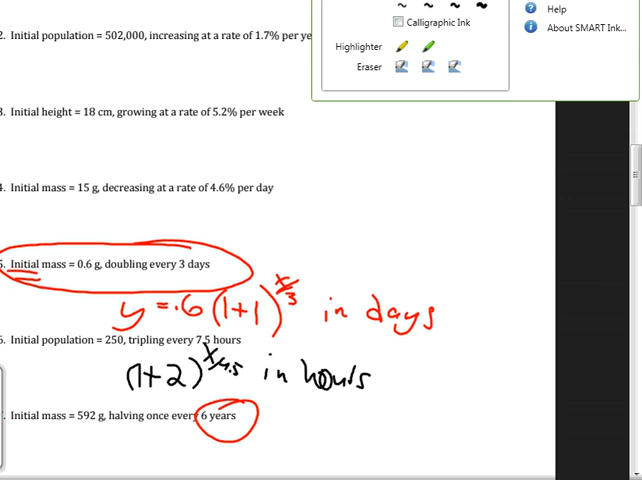 Calligraphic Ink
Highlighter
Eraser
Help
About SMART Ink...
2. Initial population = 502,000, increasing at a rate of 1.7% per ye
3. Initial height = 18 cm, growing at a rate of 5.2% per week
4. Initial mass = 15 g, decreasing at a rate of 4.6% per day
5. Initial mass = 0.6 g, doubling every 3 days
y = .6 (1+1)^(x/3) in days
6. Initial population = 250, tripling every 7.5 hours
(1+2)^(x/7.5) in hours
. Initial mass = 592 g, halving once every 6 years